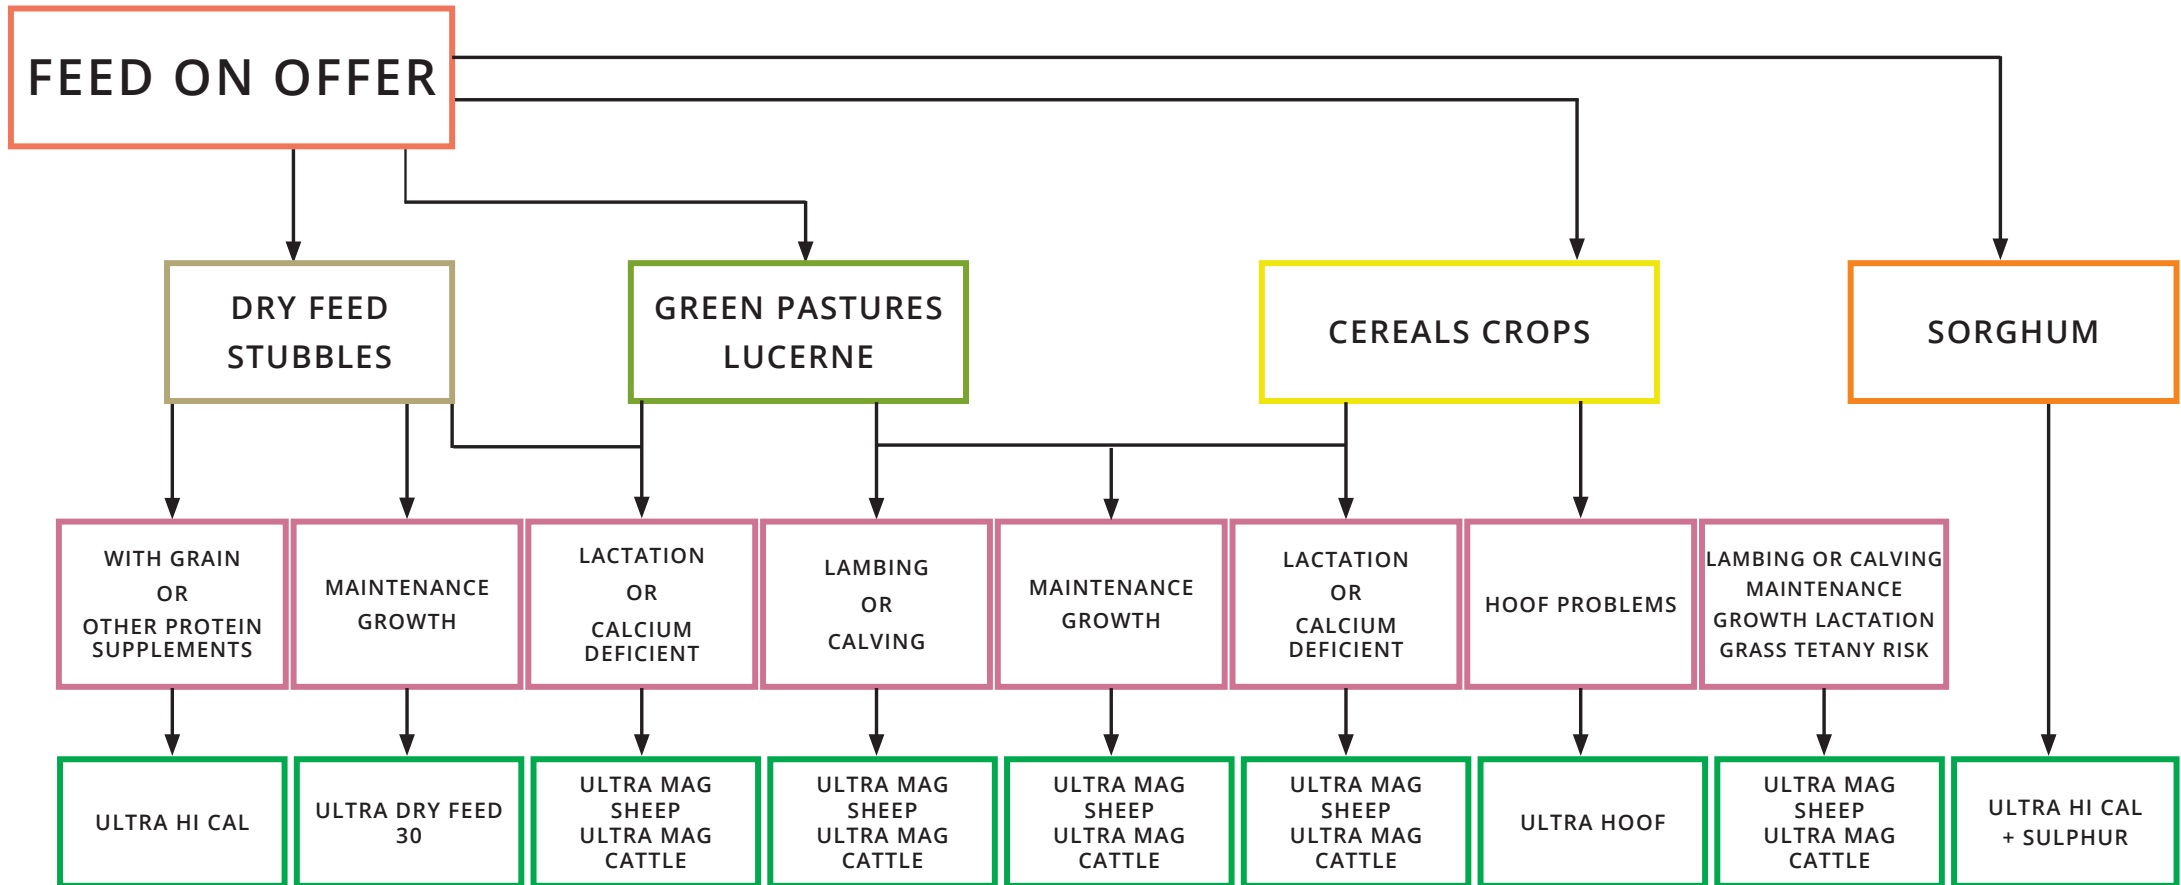 FEED ON OFFER
DRY FEED
STUBBLES
GREEN PASTURES
LUCERNE
CEREALS CROPS
SORGHUM
WITH GRAIN
OR
OTHER PROTEIN
SUPPLEMENTS
MAINTENANCE
GROWTH
LACTATION
OR
CALCIUM
DEFICIENT
LAMBING
OR
CALVING
MAINTENANCE
GROWTH
LACTATION
OR
CALCIUM
DEFICIENT
HOOF PROBLEMS
LAMBING OR CALVING
MAINTENANCE
GROWTH LACTATION
GRASS TETANY RISK
ULTRA HI CAL
ULTRA DRY FEED
30
ULTRA MAG
SHEEP
ULTRA MAG
CATTLE
ULTRA MAG
SHEEP
ULTRA MAG
CATTLE
ULTRA MAG
SHEEP
ULTRA MAG
CATTLE
ULTRA MAG
SHEEP
ULTRA MAG
CATTLE
ULTRA HOOF
ULTRA MAG
SHEEP
ULTRA MAG
CATTLE
ULTRA HI CAL
+ SULPHUR